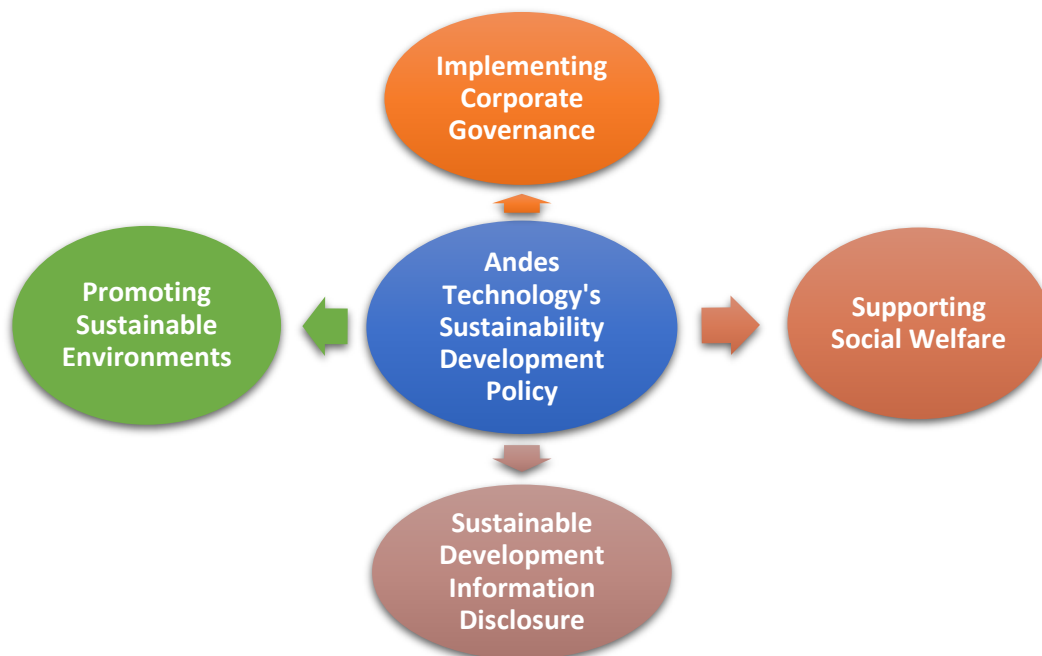 Implementing
Corporate
Governance
Promoting
Sustainable
Environments
Andes
Technology's
Sustainability
Development
Policy
Supporting
Social Welfare
Sustainable
Development
Information
Disclosure